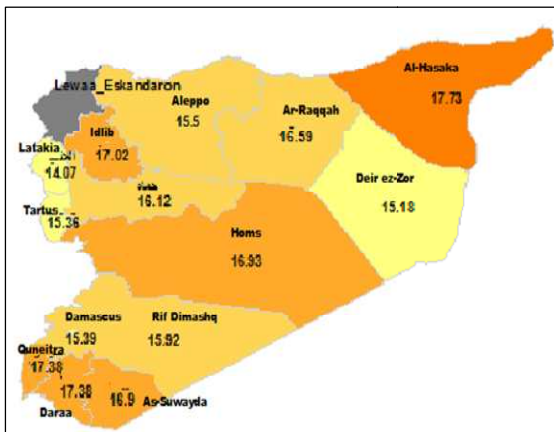 Al-Hasaka
17.73
Lewaa_Eskandaron
Aleppo
15.5
Ar-Raqqah
16.59
Idlib
17.02
Latakia
14.07
16.12
Deir ez-Zor
15.18
Tartus
15.36
Homs
16.93
Damascus
15.39
Rif Dimashq
15.92
Quneitra
17.38
17.38
Daraa
16.9
As-Suwayda